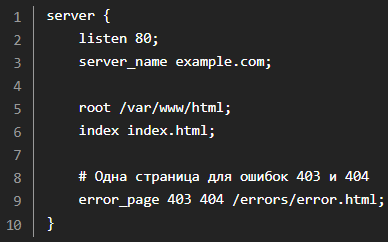 1 server {
2     listen 80;
3     server_name example.com;
4
5     root /var/www/html;
6     index index.html;
7
8     # Одна страница для ошибок 403 и 404
9     error_page 403 404 /errors/error.html;
10 }